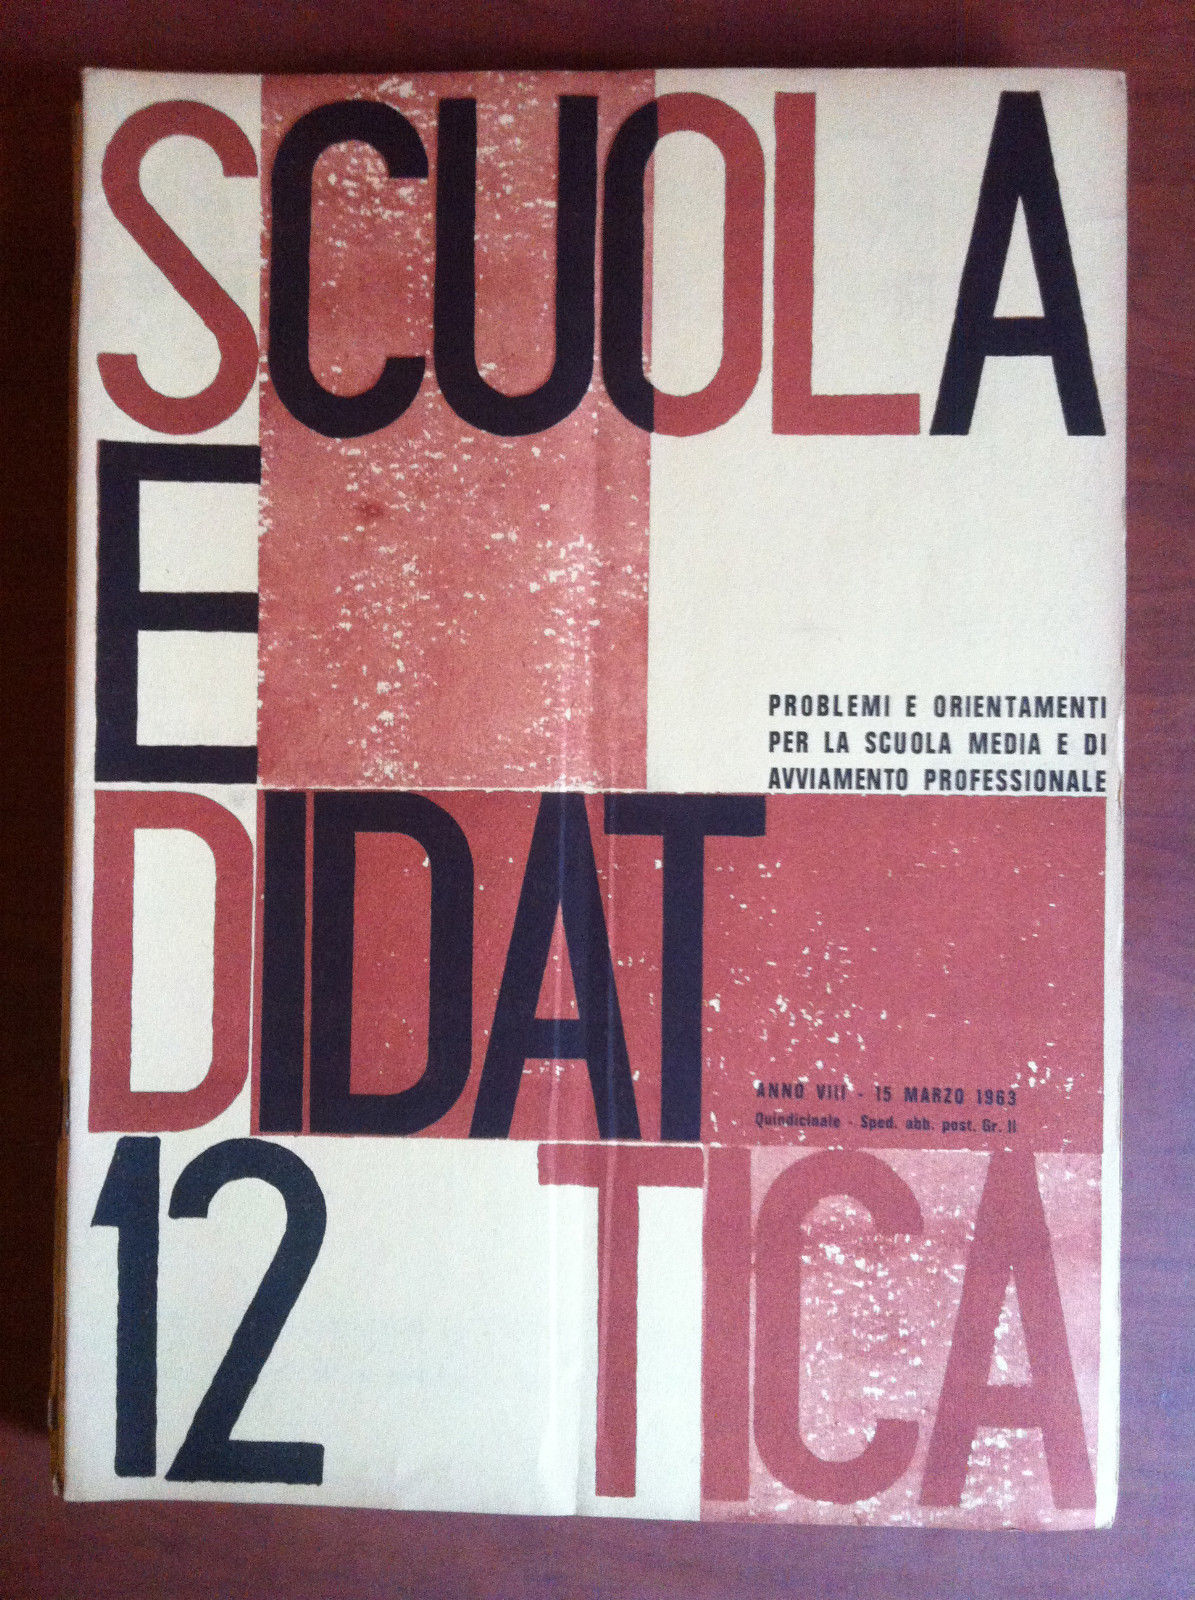 SCUOLA
E
PROBLEMI E ORIENTAMENTI
PER LA SCUOLA MEDIA E DI
AVVIAMENTO PROFESSIONALE
DIDAT
ANNO VIII - 15 MARZO 1963
Quindicinale - Sped. abb. post. Gr. II
12 TICA